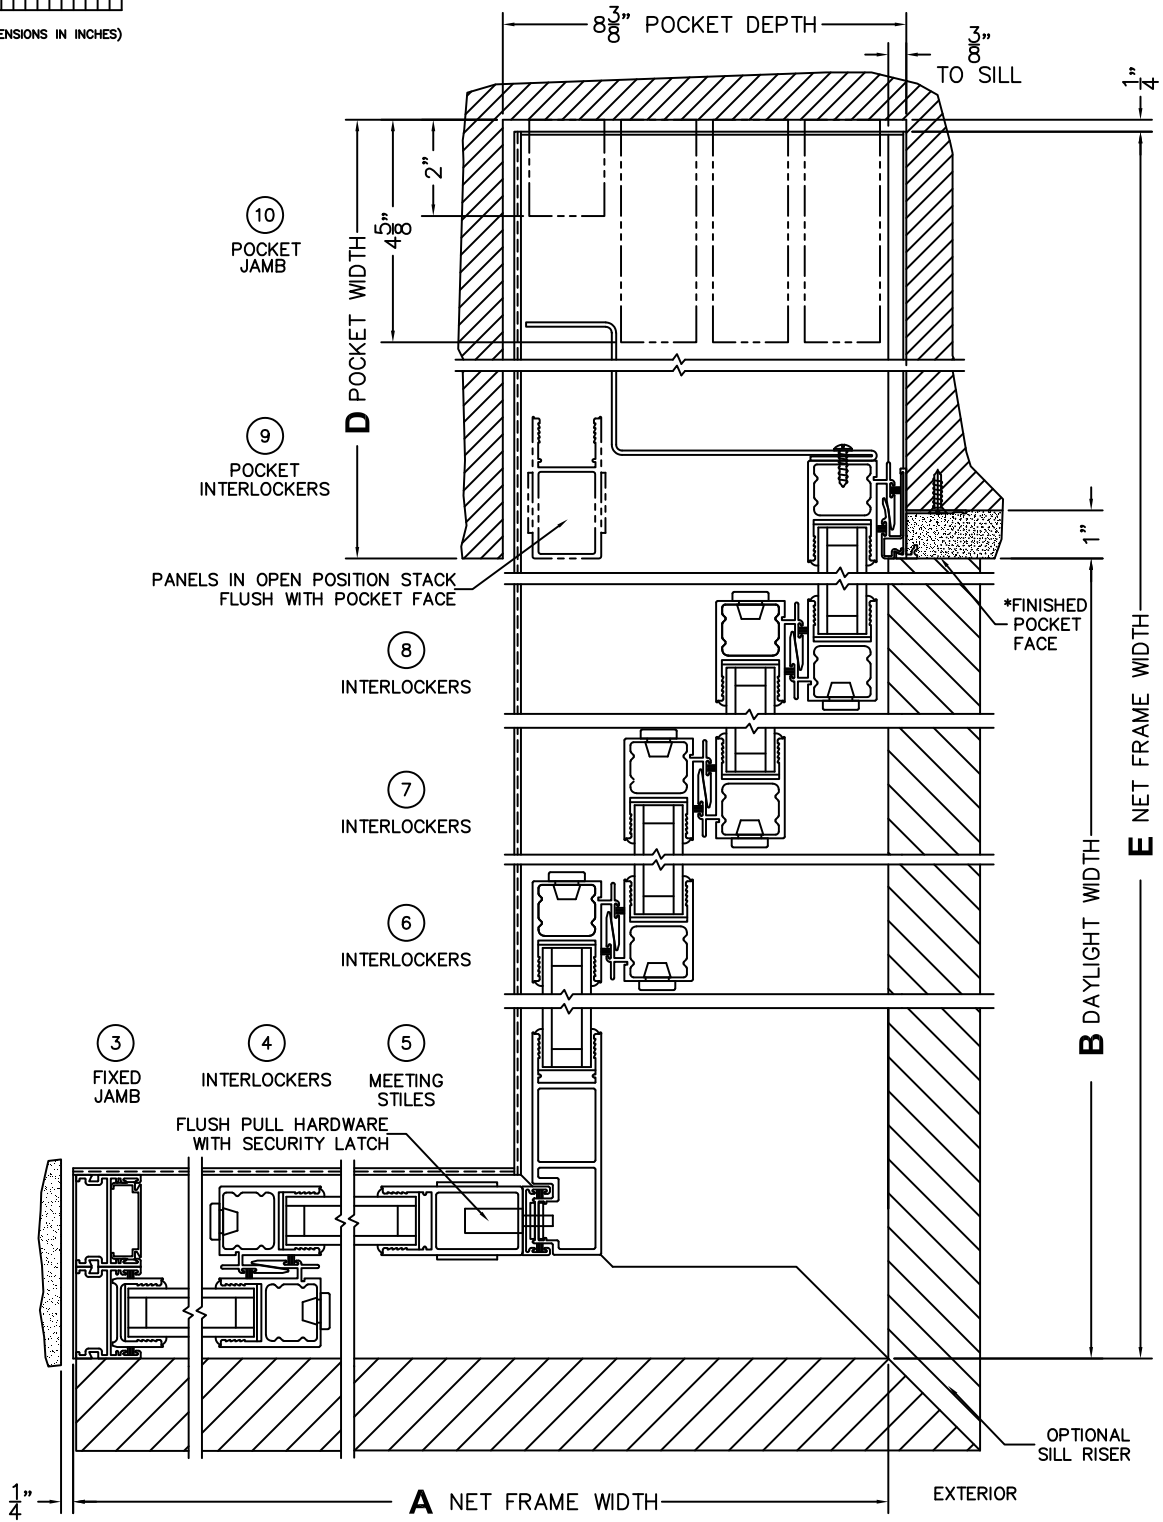 ENSIONS IN INCHES)
8 3/8" POCKET DEPTH
3/8"
TO SILL
1/4"
2"
4 5/8"
10
POCKET
JAMB
D POCKET WIDTH
9
POCKET
INTERLOCKERS
1"
PANELS IN OPEN POSITION STACK
FLUSH WITH POCKET FACE
*FINISHED
POCKET
FACE
8
INTERLOCKERS
E NET FRAME WIDTH
7
INTERLOCKERS
B DAYLIGHT WIDTH
6
INTERLOCKERS
3
FIXED
JAMB
4
INTERLOCKERS
5
MEETING
STILES
FLUSH PULL HARDWARE
WITH SECURITY LATCH
OPTIONAL
SILL RISER
1/4"
A NET FRAME WIDTH
EXTERIOR